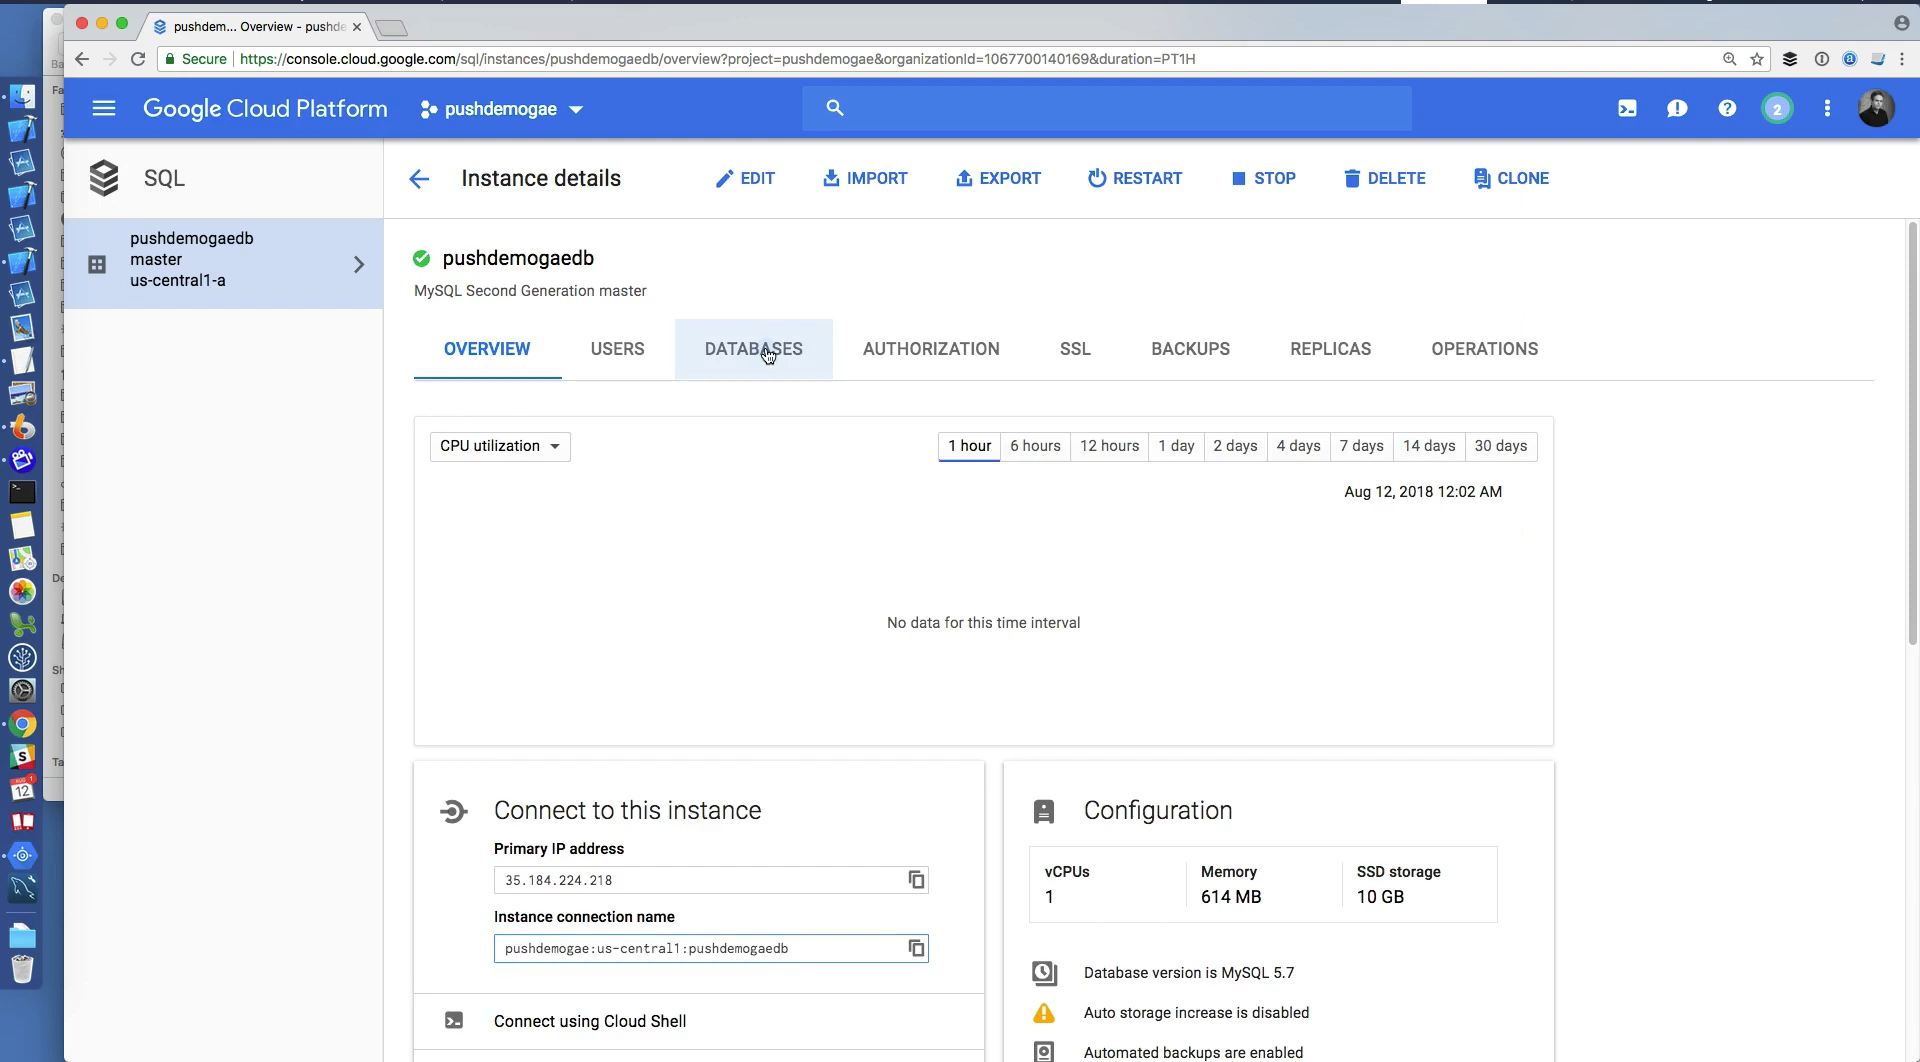 pushdem... Overview - pushde
Secure
https://console.cloud.google.com/sql/instances/pushdemogaedb/overview?project=pushdemogae&organizationId=1067700140169&duration=PT1H
Google Cloud Platform
pushdemogae
2
SQL
Instance details
EDIT
IMPORT
EXPORT
RESTART
STOP
DELETE
CLONE
pushdemogaedb
master
us-central1-a
pushdemogaedb
MySQL Second Generation master
OVERVIEW
USERS
DATABASES
AUTHORIZATION
SSL
BACKUPS
REPLICAS
OPERATIONS
CPU utilization
1 hour
6 hours
12 hours
1 day
2 days
4 days
7 days
14 days
30 days
Aug 12, 2018 12:02 AM
No data for this time interval
Connect to this instance
Primary IP address
35.184.224.218
Instance connection name
pushdemogae:us-central1:pushdemogaedb
Connect using Cloud Shell
Configuration
vCPUs
1
Memory
614 MB
SSD storage
10 GB
Database version is MySQL 5.7
Auto storage increase is disabled
Automated backups are enabled